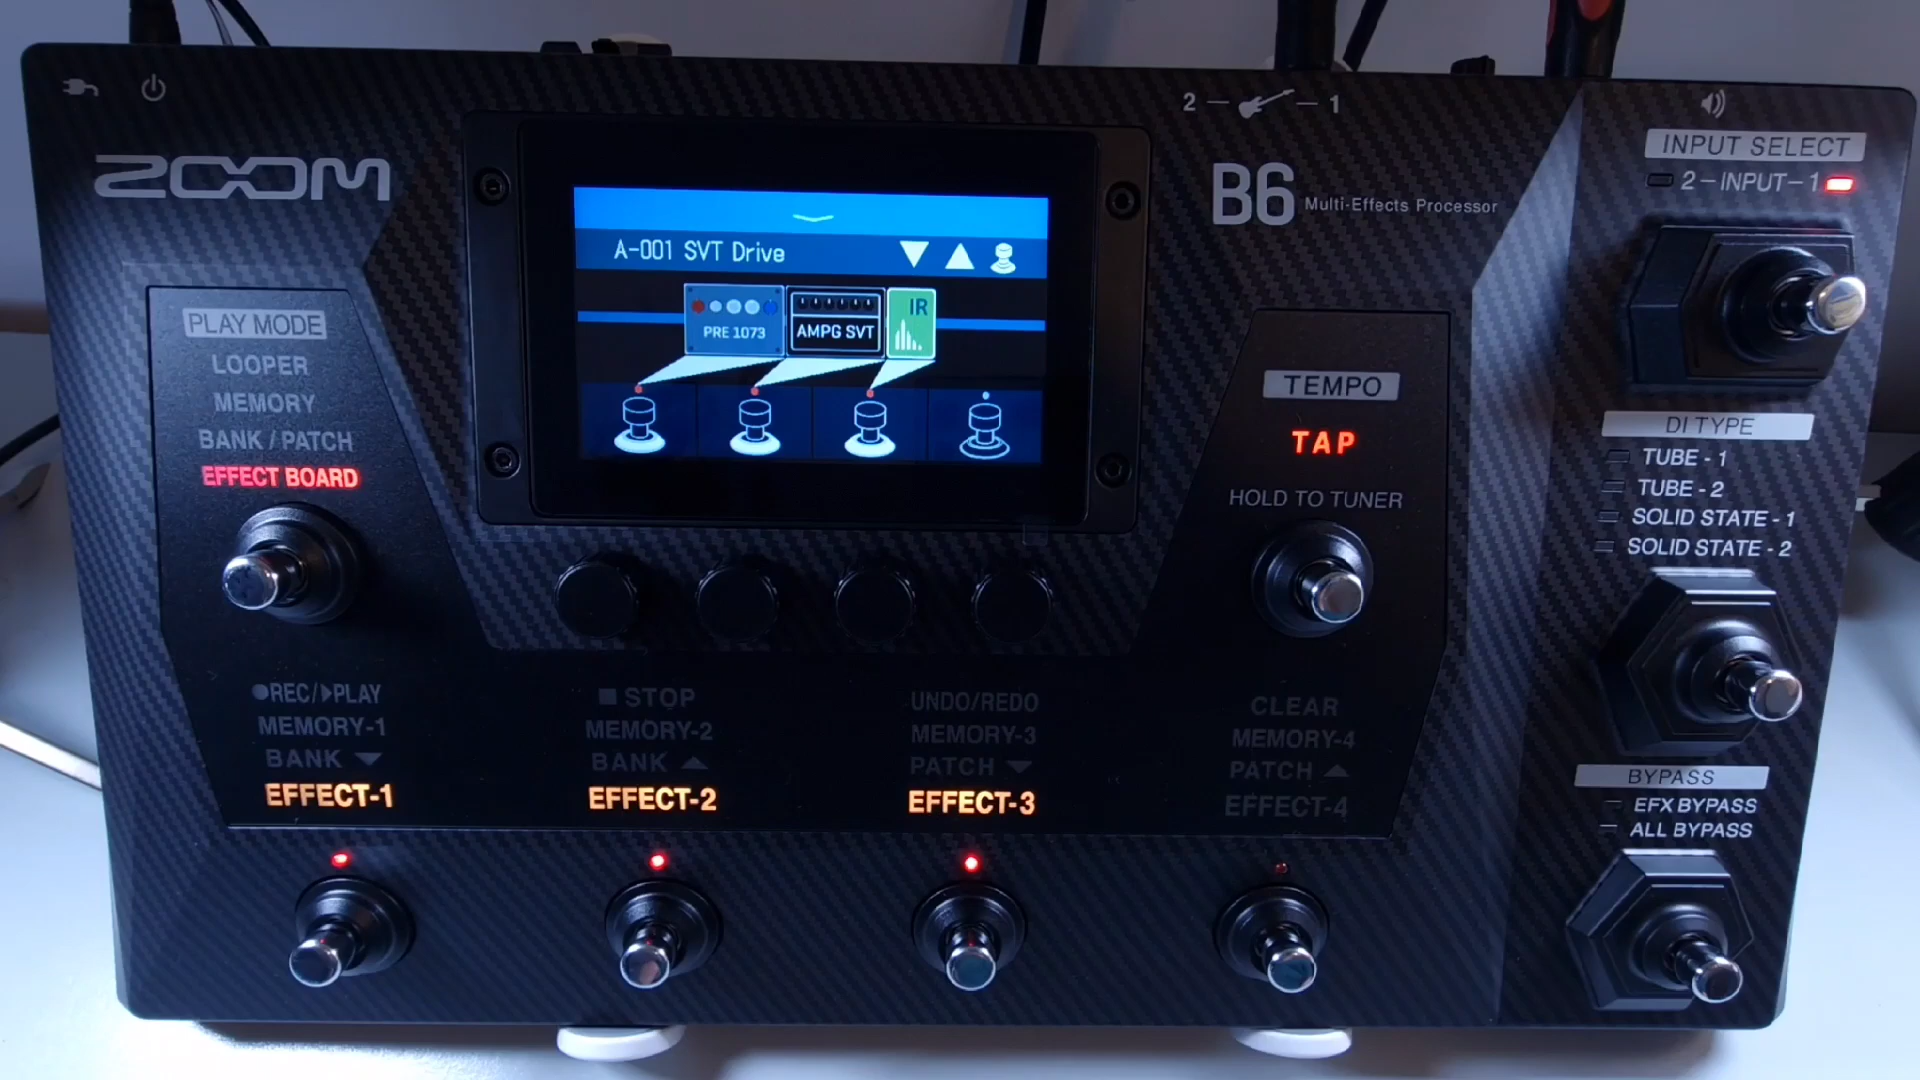 2 — — 1
ZOOM
B6 Multi-Effects Processor
INPUT SELECT
2–INPUT–1
A-001 SVT Drive
PRE 1073
AMPG SVT
IR
PLAY MODE
LOOPER
MEMORY
BANK / PATCH
EFFECT BOARD
TEMPO
TAP
HOLD TO TUNER
DI TYPE
TUBE - 1
TUBE - 2
SOLID STATE - 1
SOLID STATE - 2
●REC/▶PLAY
MEMORY-1
BANK ▼
EFFECT-1
■ STOP
MEMORY-2
BANK ▲
EFFECT-2
UNDO/REDO
MEMORY-3
PATCH ▼
EFFECT-3
CLEAR
MEMORY-4
PATCH ▲
EFFECT-4
BYPASS
EFX BYPASS
ALL BYPASS